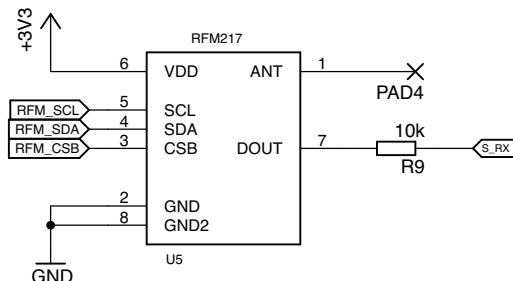 +3V3
RFM217
6 VDD ANT 1
PAD4
RFM_SCL 5 SCL
RFM_SDA 4 SDA
RFM_CSB 3 CSB DOUT 7 10k S_RX
R9
2 GND
8 GND2
U5
GND